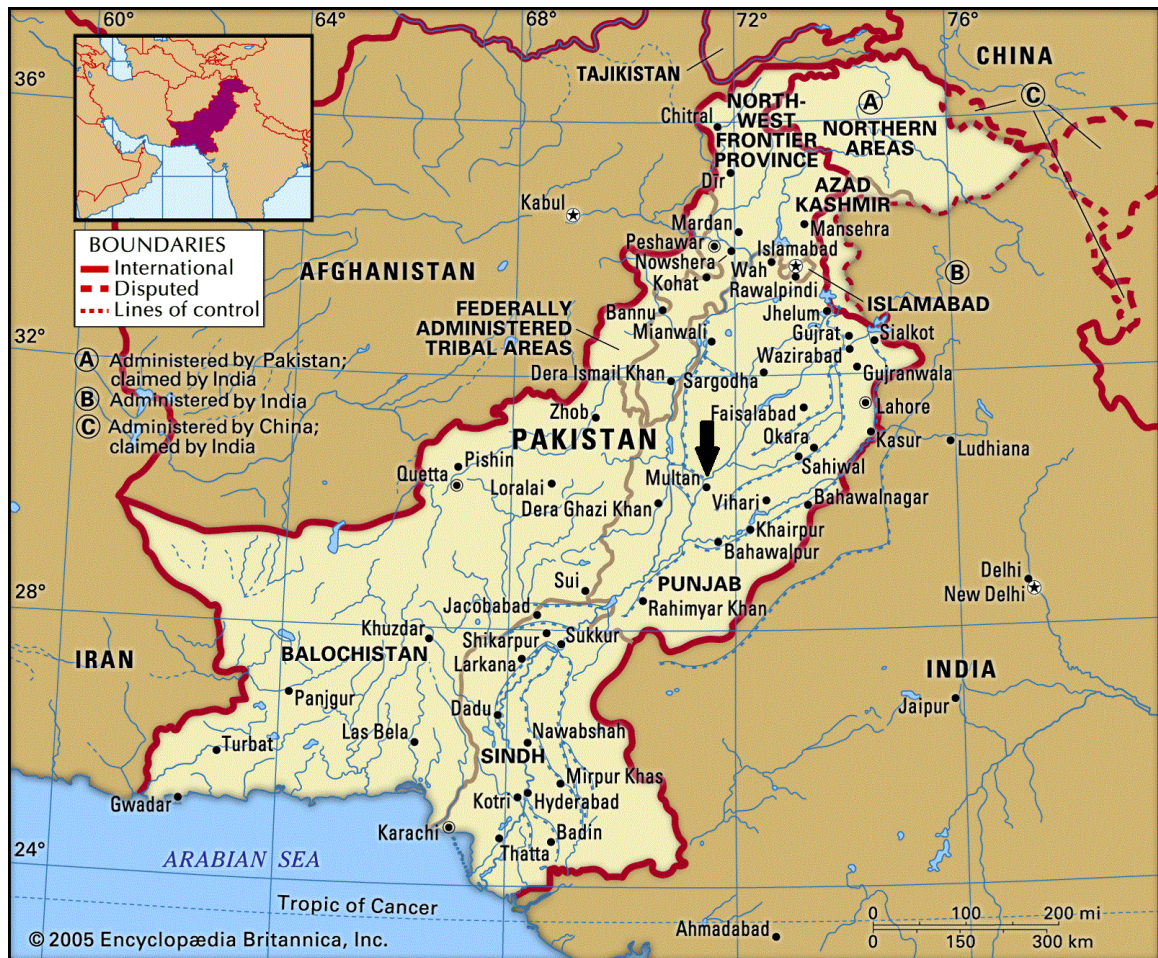 60°
64°
68°
72°
76°
36°
CHINA
TAJIKISTAN
C
A
NORTH-
WEST
FRONTIER
PROVINCE
Chitral
NORTHERN
AREAS
Dir
AZAD
KASHMIR
Kabul
Mardan
Mansehra
Peshawar
Islamabad
Nowshera
Wah
BOUNDARIES
International
Disputed
Lines of control
AFGHANISTAN
B
Kohat
Rawalpindi
ISLAMABAD
FEDERALLY
ADMINISTERED
TRIBAL AREAS
Bannu
Jhelum
Mianwali
Gujrat
Sialkot
32°
Wazirabad
A Administered by Pakistan;
claimed by India
B Administered by India
C Administered by China;
claimed by India
Dera Ismail Khan
Sargodha
Gujranwala
Zhob
Faisalabad
Lahore
PAKISTAN
Okara
Kasur
Ludhiana
Pishin
Sahiwal
Quetta
Loralai
Multan
Dera Ghazi Khan
Vihari
Bahawalnagar
Khairpur
Bahawalpur
Sui
PUNJAB
Delhi
New Delhi
28°
Jacobabad
Rahimyar Khan
Khuzdar
Shikarpur
Sukkur
IRAN
BALOCHISTAN
Larkana
INDIA
Panjgur
Dadu
Jaipur
Las Bela
Nawabshah
Turbat
SINDH
Mirpur Khas
Gwadar
Kotri
Hyderabad
Karachi
Badin
24°
ARABIAN SEA
Thatta
Tropic of Cancer
0 100 200 mi
0 150 300 km
Ahmadabad
© 2005 Encyclopædia Britannica, Inc.